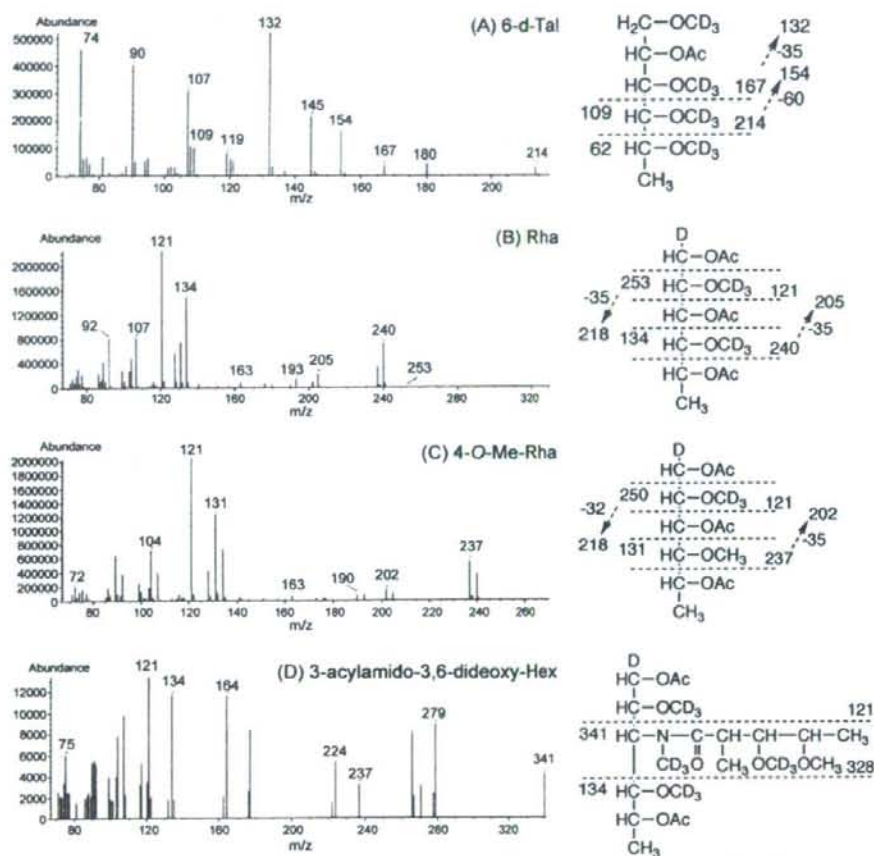 (A) 6-d-Tal
Abundance
500000
400000
300000
200000
100000
0
80 100 120 140 160 180 200
m/z
74
90
107
109
119
132
145
154
167
180
214
H2C—OCD3
HC—OAc
HC—OCD3
HC—OCD3
HC—OCD3
CH3
132
-35
167
154
-60
214
109
62
(B) Rha
Abundance
2000000
1600000
1200000
800000
400000
0
80 120 160 200 240 280 320
m/z
92
107
121
134
163
193
205
240
253
D
HC—OAc
HC—OCD3
HC—OAc
HC—OCD3
HC—OAc
CH3
253
-35
218
134
121
205
-35
240
(C) 4-O-Me-Rha
Abundance
2000000
1800000
1600000
1400000
1200000
1000000
800000
600000
400000
200000
0
80 100 120 140 160 180 200 220 240 260
m/z
72
104
121
131
163
190
202
237
D
HC—OAc
HC—OCD3
HC—OAc
HC—OCH3
HC—OAc
CH3
250
-32
218
131
121
202
-35
237
(D) 3-acylamido-3,6-dideoxy-Hex
Abundance
12000
10000
8000
6000
4000
2000
0
80 120 160 200 240 280 320
m/z
75
121
134
164
224
237
279
341
D
HC—OAc
HC—OCD3
121
341
HC—N—C—CH—CH—CH—CH3
CD3 O CH3 OCD3 OCH3
328
134
HC—OCD3
HC—OAc
CH3